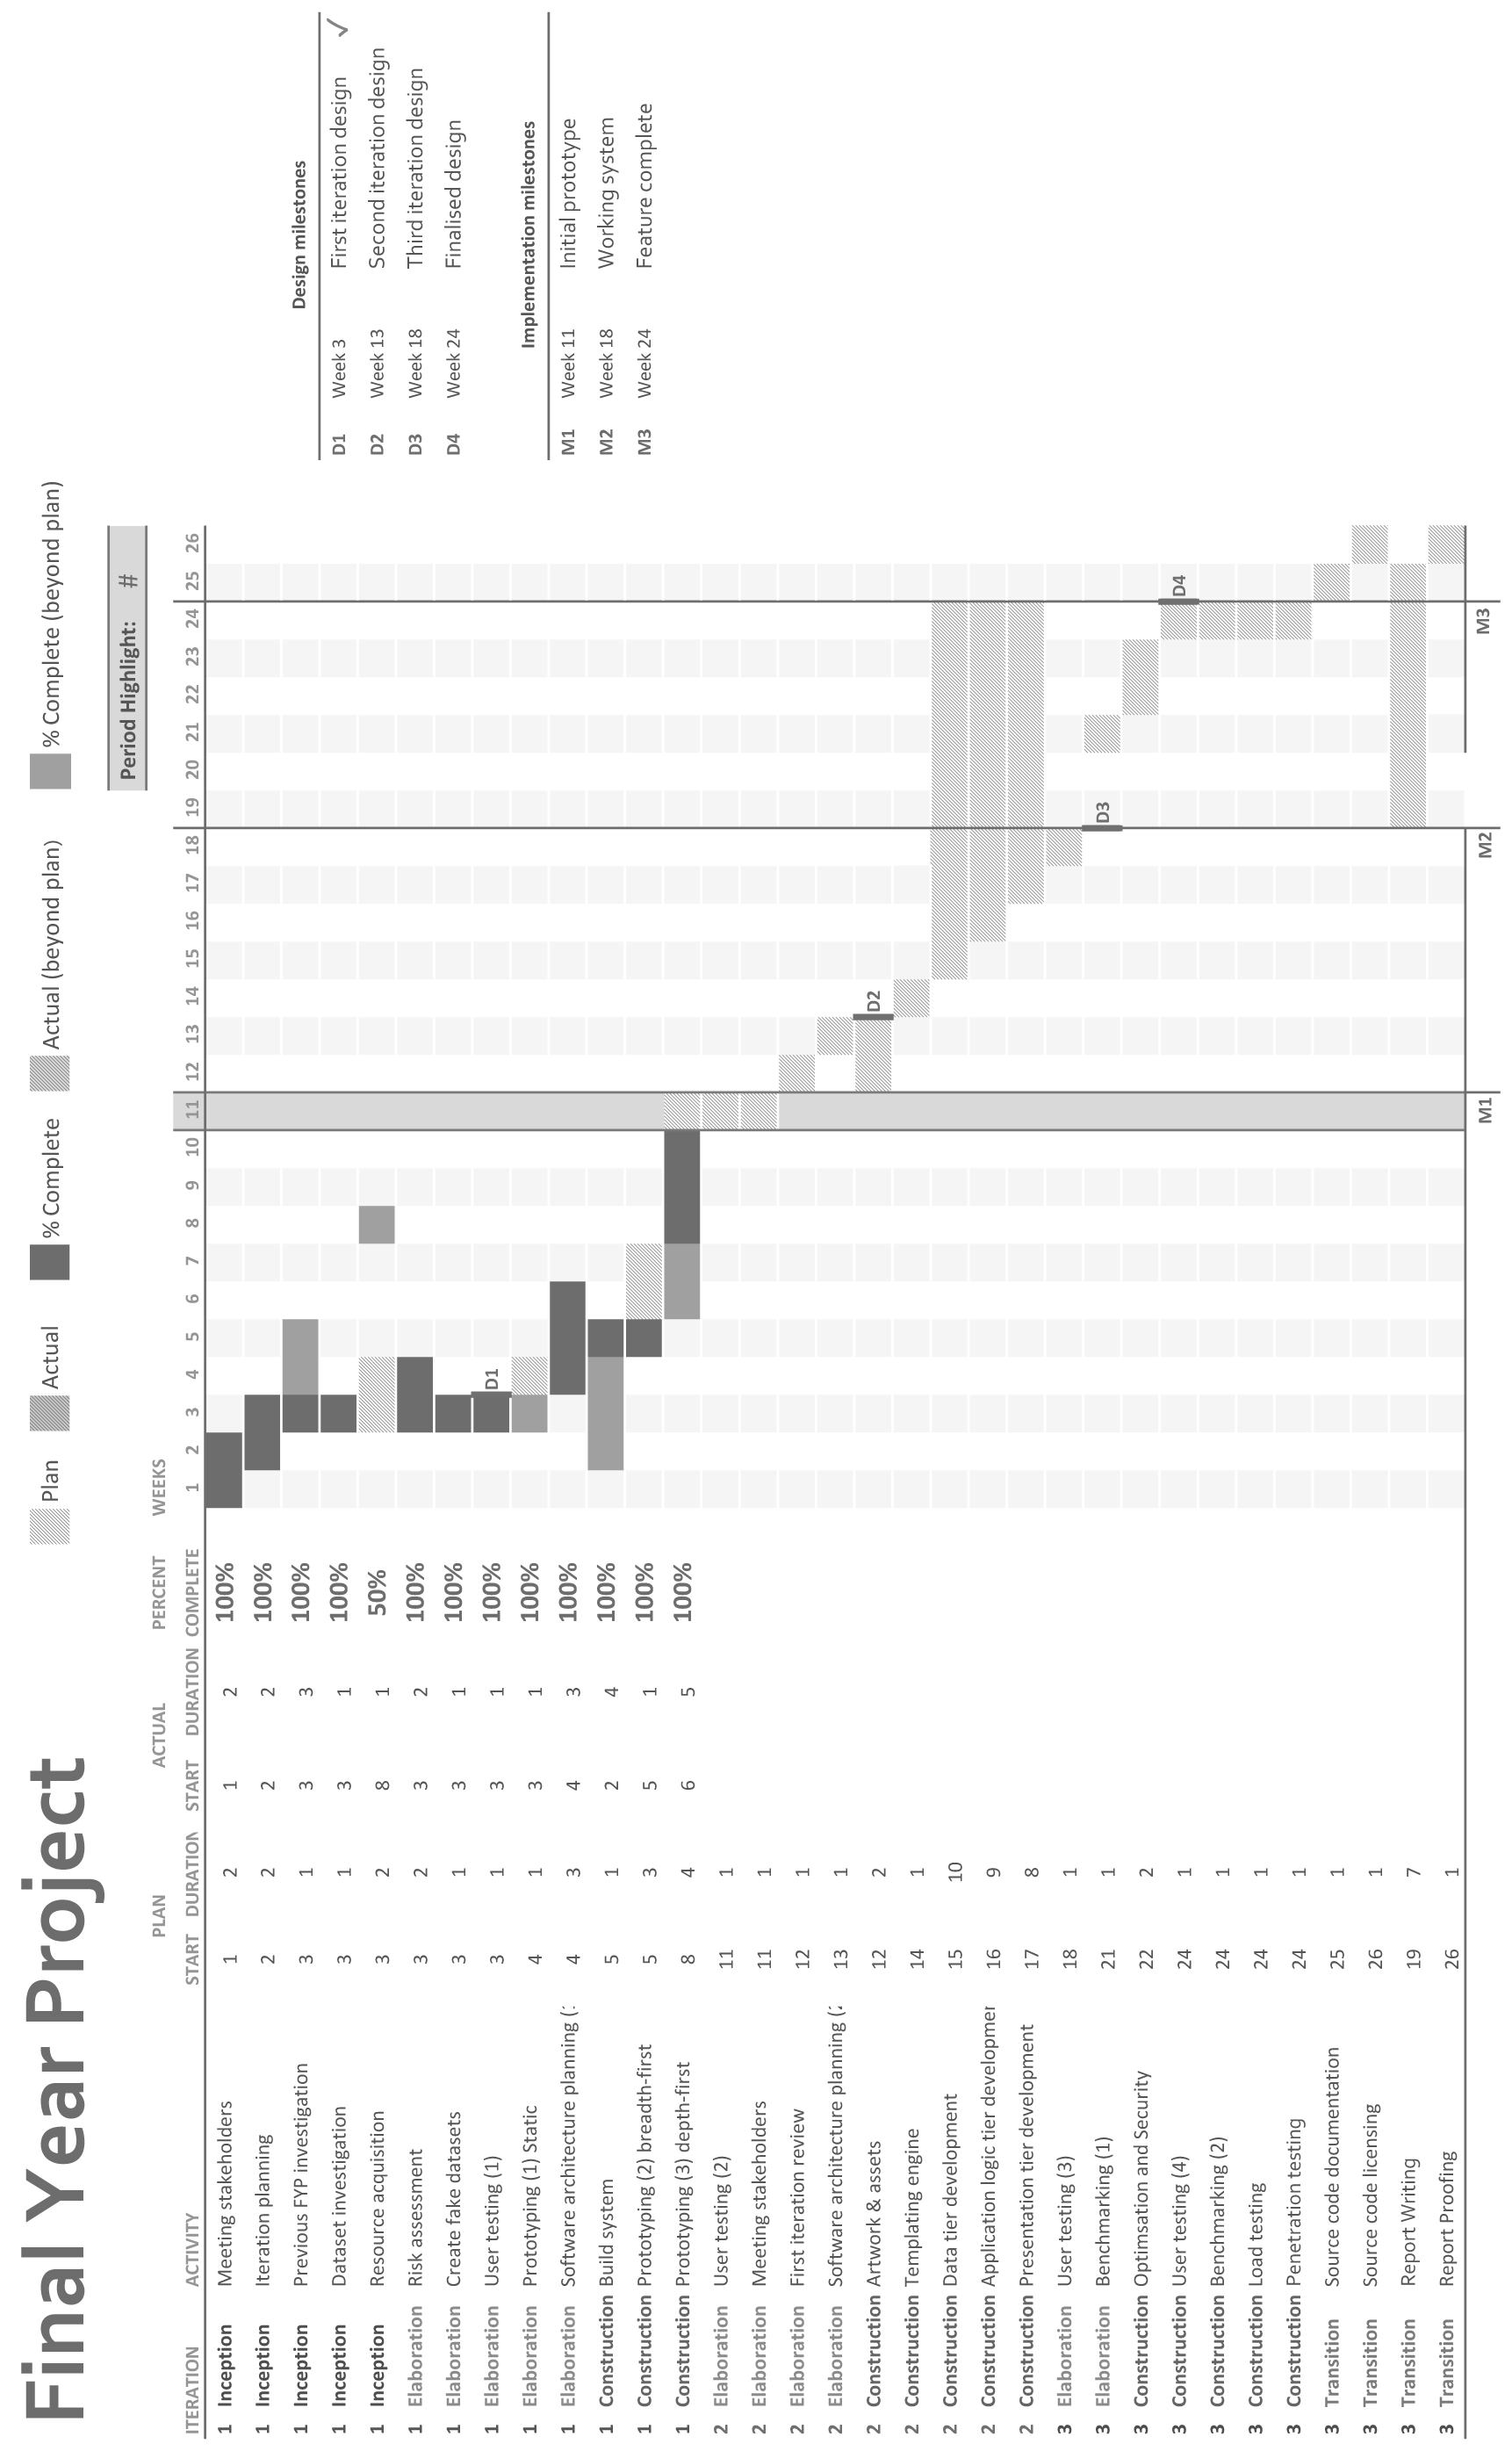 Final Year Project
Plan Actual % Complete Actual (beyond plan) % Complete (beyond plan)
Period Highlight: #
PLAN ACTUAL PERCENT WEEKS
ITERATION ACTIVITY START DURATION START DURATION COMPLETE 1 2 3 4 5 6 7 8 9 10 11 12 13 14 15 16 17 18 19 20 21 22 23 24 25 26
1 Inception Meeting stakeholders 1 2 1 2 100%
1 Inception Iteration planning 2 2 2 2 100%
1 Inception Previous FYP investigation 3 1 3 3 100%
1 Inception Dataset investigation 3 1 3 1 100%
1 Inception Resource acquisition 3 2 8 1 50%
1 Elaboration Risk assessment 3 2 3 2 100%
1 Elaboration Create fake datasets 3 1 3 1 100%
1 Elaboration User testing (1) 3 1 3 1 100% D1
1 Elaboration Prototyping (1) Static 4 1 3 1 100%
1 Elaboration Software architecture planning 4 3 4 3 100%
1 Construction Build system 5 1 2 4 100%
1 Construction Prototyping (2) breadth-first 5 3 5 1 100%
1 Construction Prototyping (3) depth-first 8 4 6 5 100%
2 Elaboration User testing (2) 11 1
2 Elaboration Meeting stakeholders 11 1
2 Elaboration First iteration review 12 1
2 Elaboration Software architecture planning 13 1
2 Construction Artwork & assets 12 2 D2
2 Construction Templating engine 14 1
2 Construction Data tier development 15 10
2 Construction Application logic tier developmer 16 9
2 Construction Presentation tier development 17 8
3 Elaboration User testing (3) 18 1
3 Elaboration Benchmarking (1) 21 1 D3
3 Construction Optimsation and Security 22 2
3 Construction User testing (4) 24 1 D4
3 Construction Benchmarking (2) 24 1
3 Construction Load testing 24 1
3 Construction Penetration testing 24 1
3 Transition Source code documentation 25 1
3 Transition Source code licensing 26 1
3 Transition Report Writing 19 7
3 Transition Report Proofing 26 1
M1 M2 M3
Design milestones
D1 Week 3 First iteration design ✓
D2 Week 13 Second iteration design
D3 Week 18 Third iteration design
D4 Week 24 Finalised design
Implementation milestones
M1 Week 11 Initial prototype
M2 Week 18 Working system
M3 Week 24 Feature complete